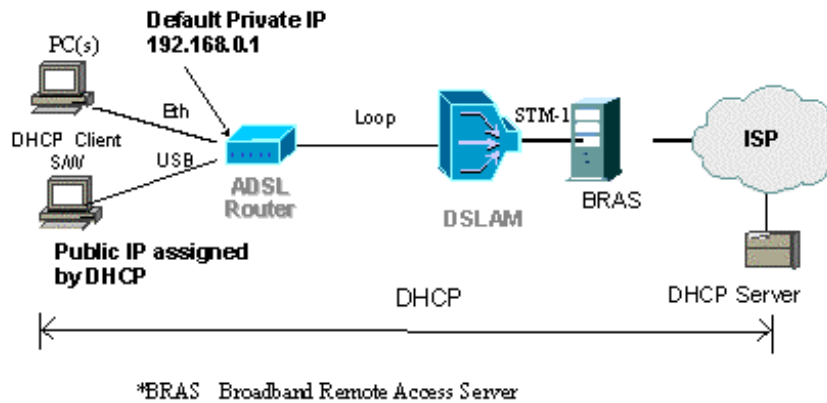 Default Private IP
192.168.0.1
PC(s)
Eth
DHCP Client
S/W
USB
ADSL
Router
Loop
DSLAM
STM-1
BRAS
ISP
Public IP assigned
by DHCP
DHCP Server
DHCP
*BRAS Broadband Remote Access Server